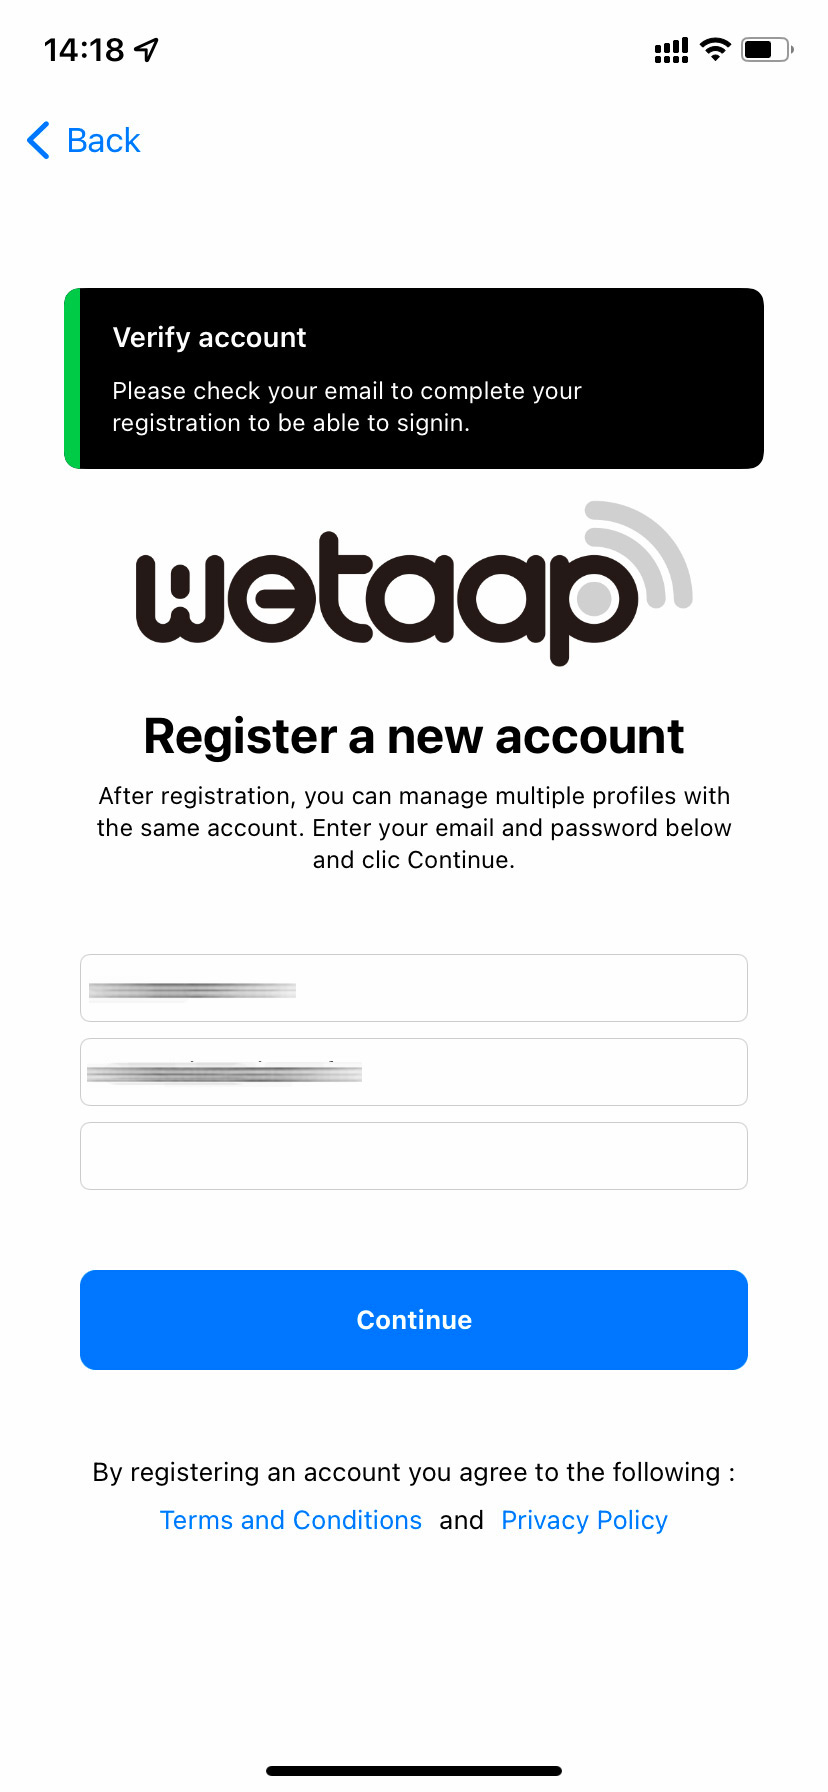 14:18
Back
Verify account
Please check your email to complete your
registration to be able to signin.
wetaap
Register a new account
After registration, you can manage multiple profiles with
the same account. Enter your email and password below
and clic Continue.
Continue
By registering an account you agree to the following :
Terms and Conditions and Privacy Policy